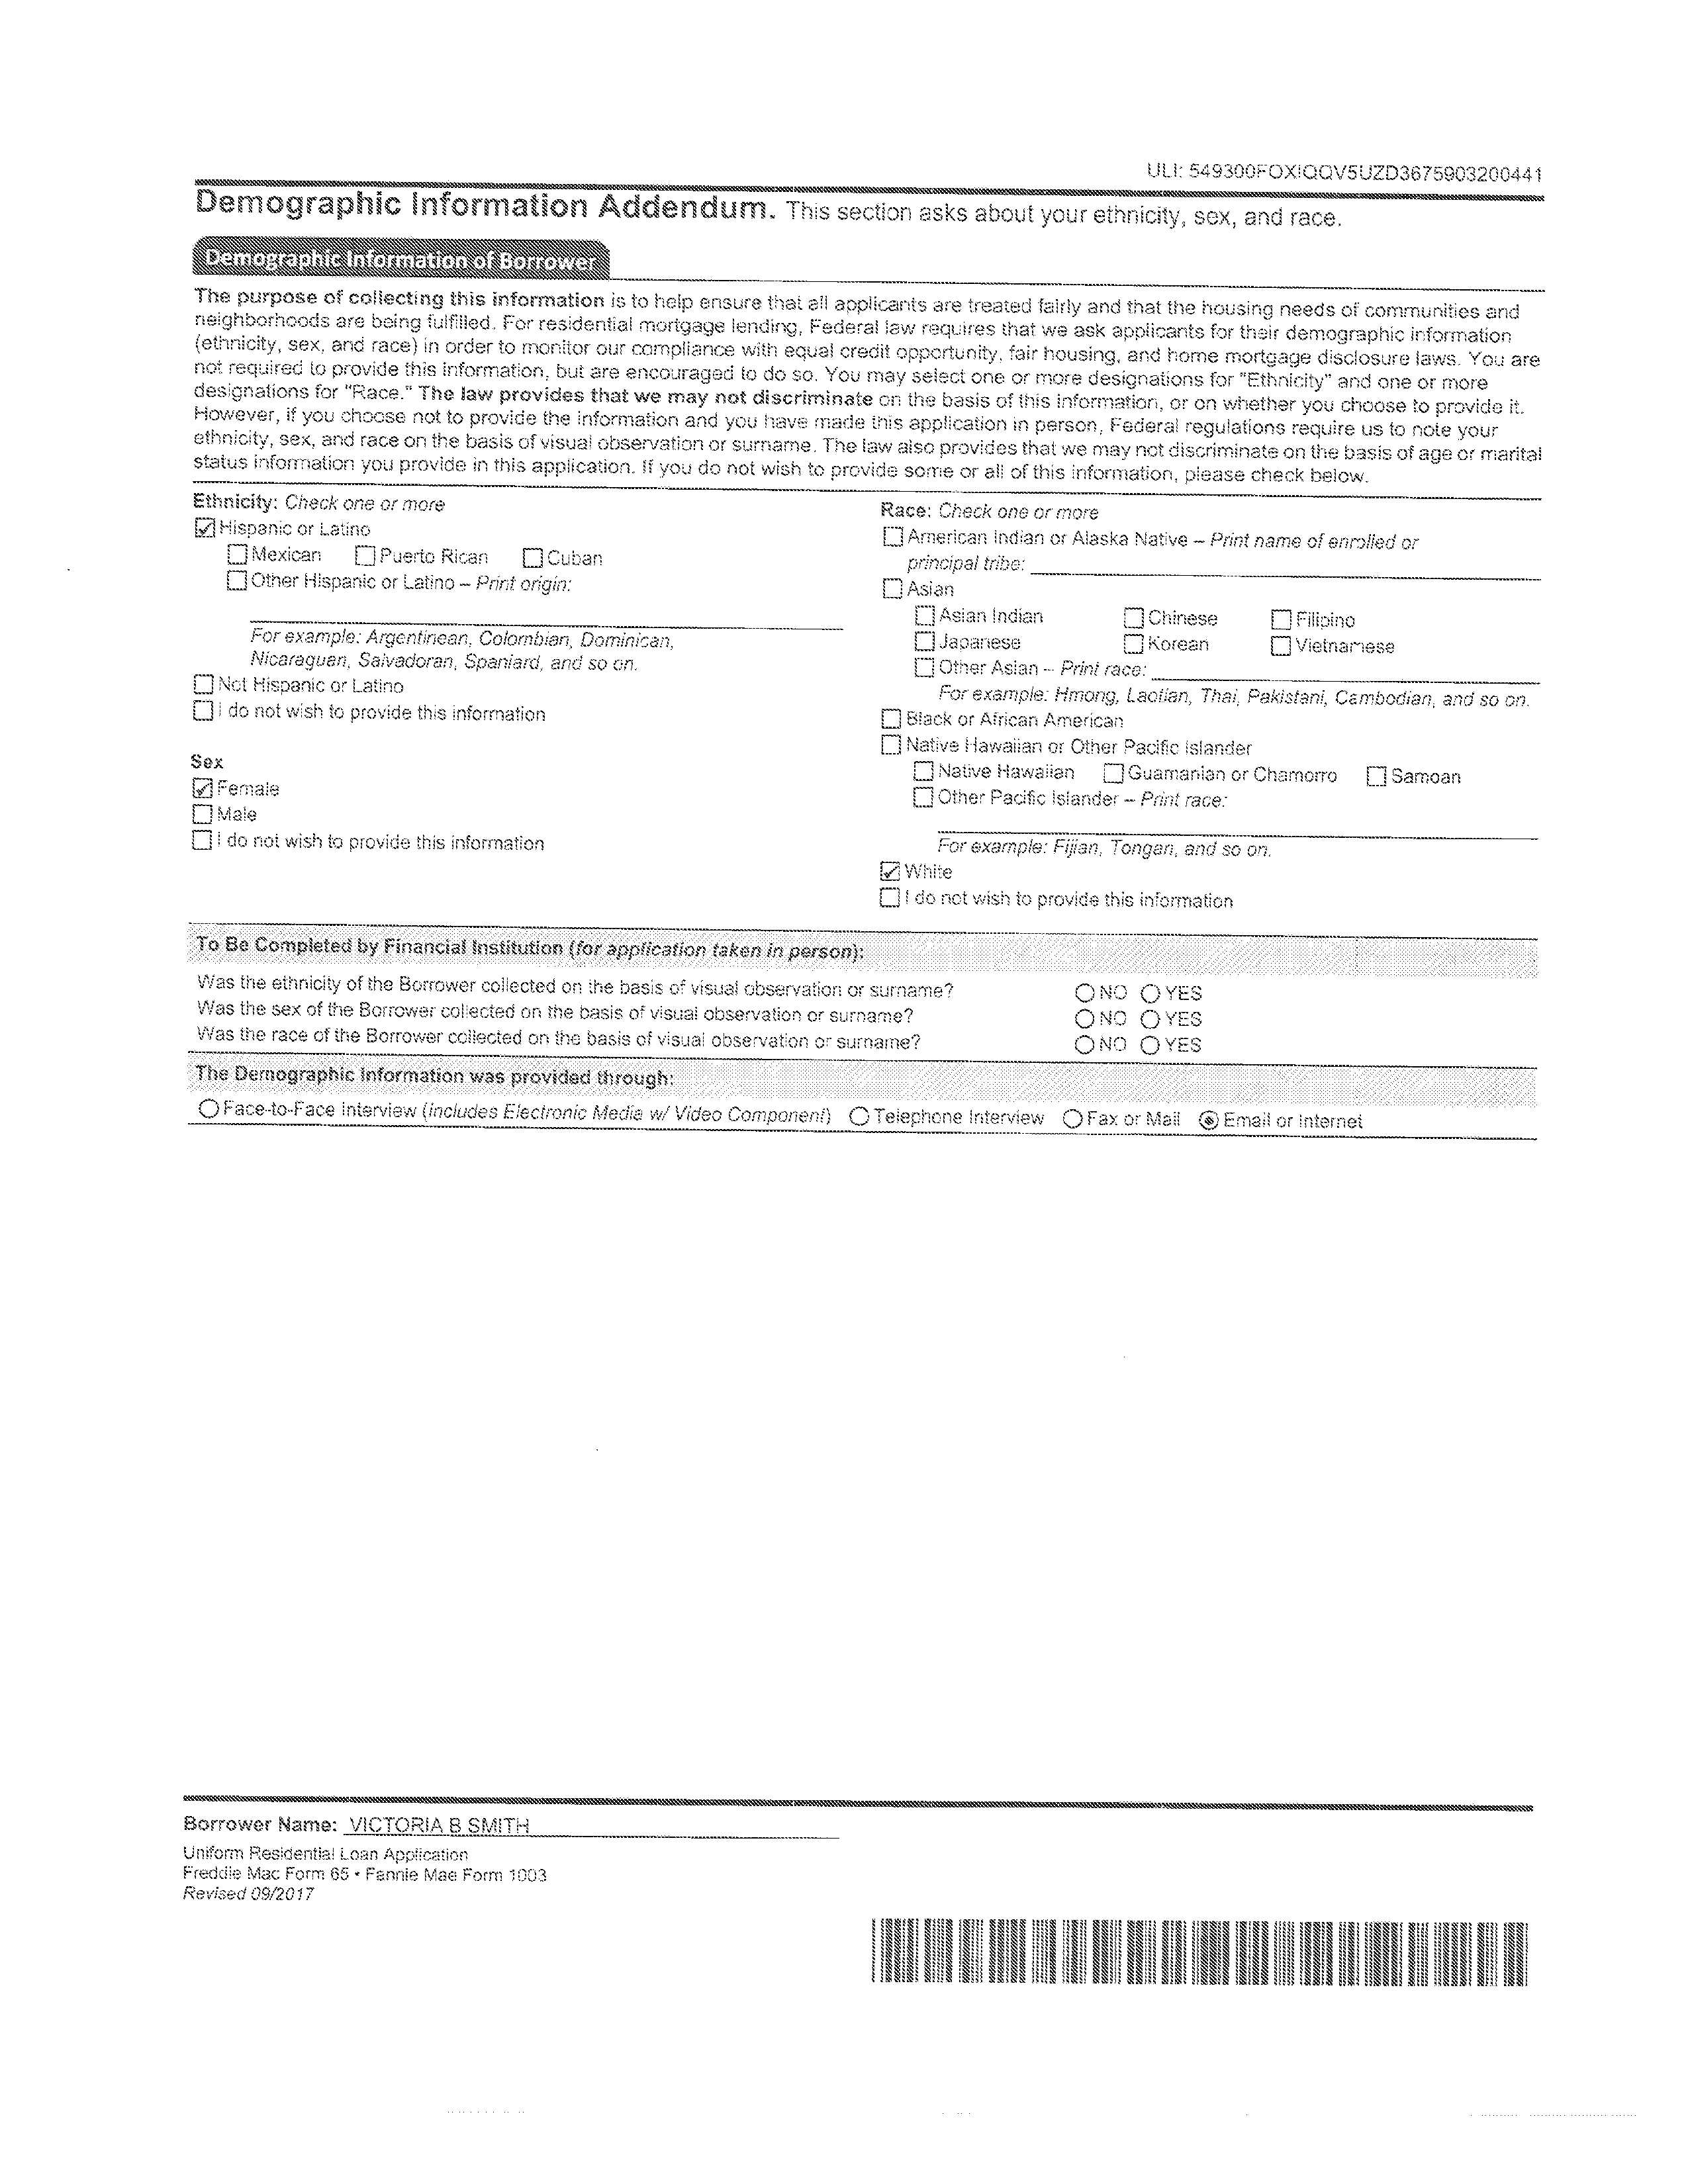 ULI: 549300FOXIQQV5UZD3675903200441
Demographic Information Addendum. This section asks about your ethnicity, sex, and race.
Demographic Information of Borrower
The purpose of collecting this information is to help ensure that all applicants are treated fairly and that the housing needs of communities and
neighborhoods are being fulfilled. For residential mortgage lending, Federal law requires that we ask applicants for their demographic information
(ethnicity, sex, and race) in order to monitor our compliance with equal credit opportunity, fair housing, and home mortgage disclosure laws. You are
not required to provide this information, but are encouraged to do so. You may select one or more designations for "Ethnicity" and one or more
designations for "Race." The law provides that we may not discriminate on the basis of this information, or on whether you choose to provide it.
However, if you choose not to provide the information and you have made this application in person, Federal regulations require us to note your
ethnicity, sex, and race on the basis of visual observation or surname. The law also provides that we may not discriminate on the basis of age or marital
status information you provide in this application. If you do not wish to provide some or all of this information, please check below.
Ethnicity: Check one or more
☑ Hispanic or Latino
☐ Mexican ☐ Puerto Rican ☐ Cuban
☐ Other Hispanic or Latino – Print origin:
For example: Argentinean, Colombian, Dominican,
Nicaraguan, Salvadoran, Spaniard, and so on.
☐ Not Hispanic or Latino
☐ I do not wish to provide this information
Sex
☑ Female
☐ Male
☐ I do not wish to provide this information
Race: Check one or more
☐ American Indian or Alaska Native – Print name of enrolled or
principal tribe:
☐ Asian
☐ Asian Indian ☐ Chinese ☐ Filipino
☐ Japanese ☐ Korean ☐ Vietnamese
☐ Other Asian – Print race:
For example: Hmong, Laotian, Thai, Pakistani, Cambodian, and so on.
☐ Black or African American
☐ Native Hawaiian or Other Pacific Islander
☐ Native Hawaiian ☐ Guamanian or Chamorro ☐ Samoan
☐ Other Pacific Islander – Print race:
For example: Fijian, Tongan, and so on.
☑ White
☐ I do not wish to provide this information
To Be Completed by Financial Institution (for application taken in person):
Was the ethnicity of the Borrower collected on the basis of visual observation or surname? ○ NO ○ YES
Was the sex of the Borrower collected on the basis of visual observation or surname? ○ NO ○ YES
Was the race of the Borrower collected on the basis of visual observation or surname? ○ NO ○ YES
The Demographic Information was provided through:
○ Face-to-Face Interview (includes Electronic Media w/ Video Component) ○ Telephone Interview ○ Fax or Mail ◉ Email or Internet
Borrower Name: VICTORIA B SMITH
Uniform Residential Loan Application
Freddie Mac Form 65 • Fannie Mae Form 1003
Revised 09/2017